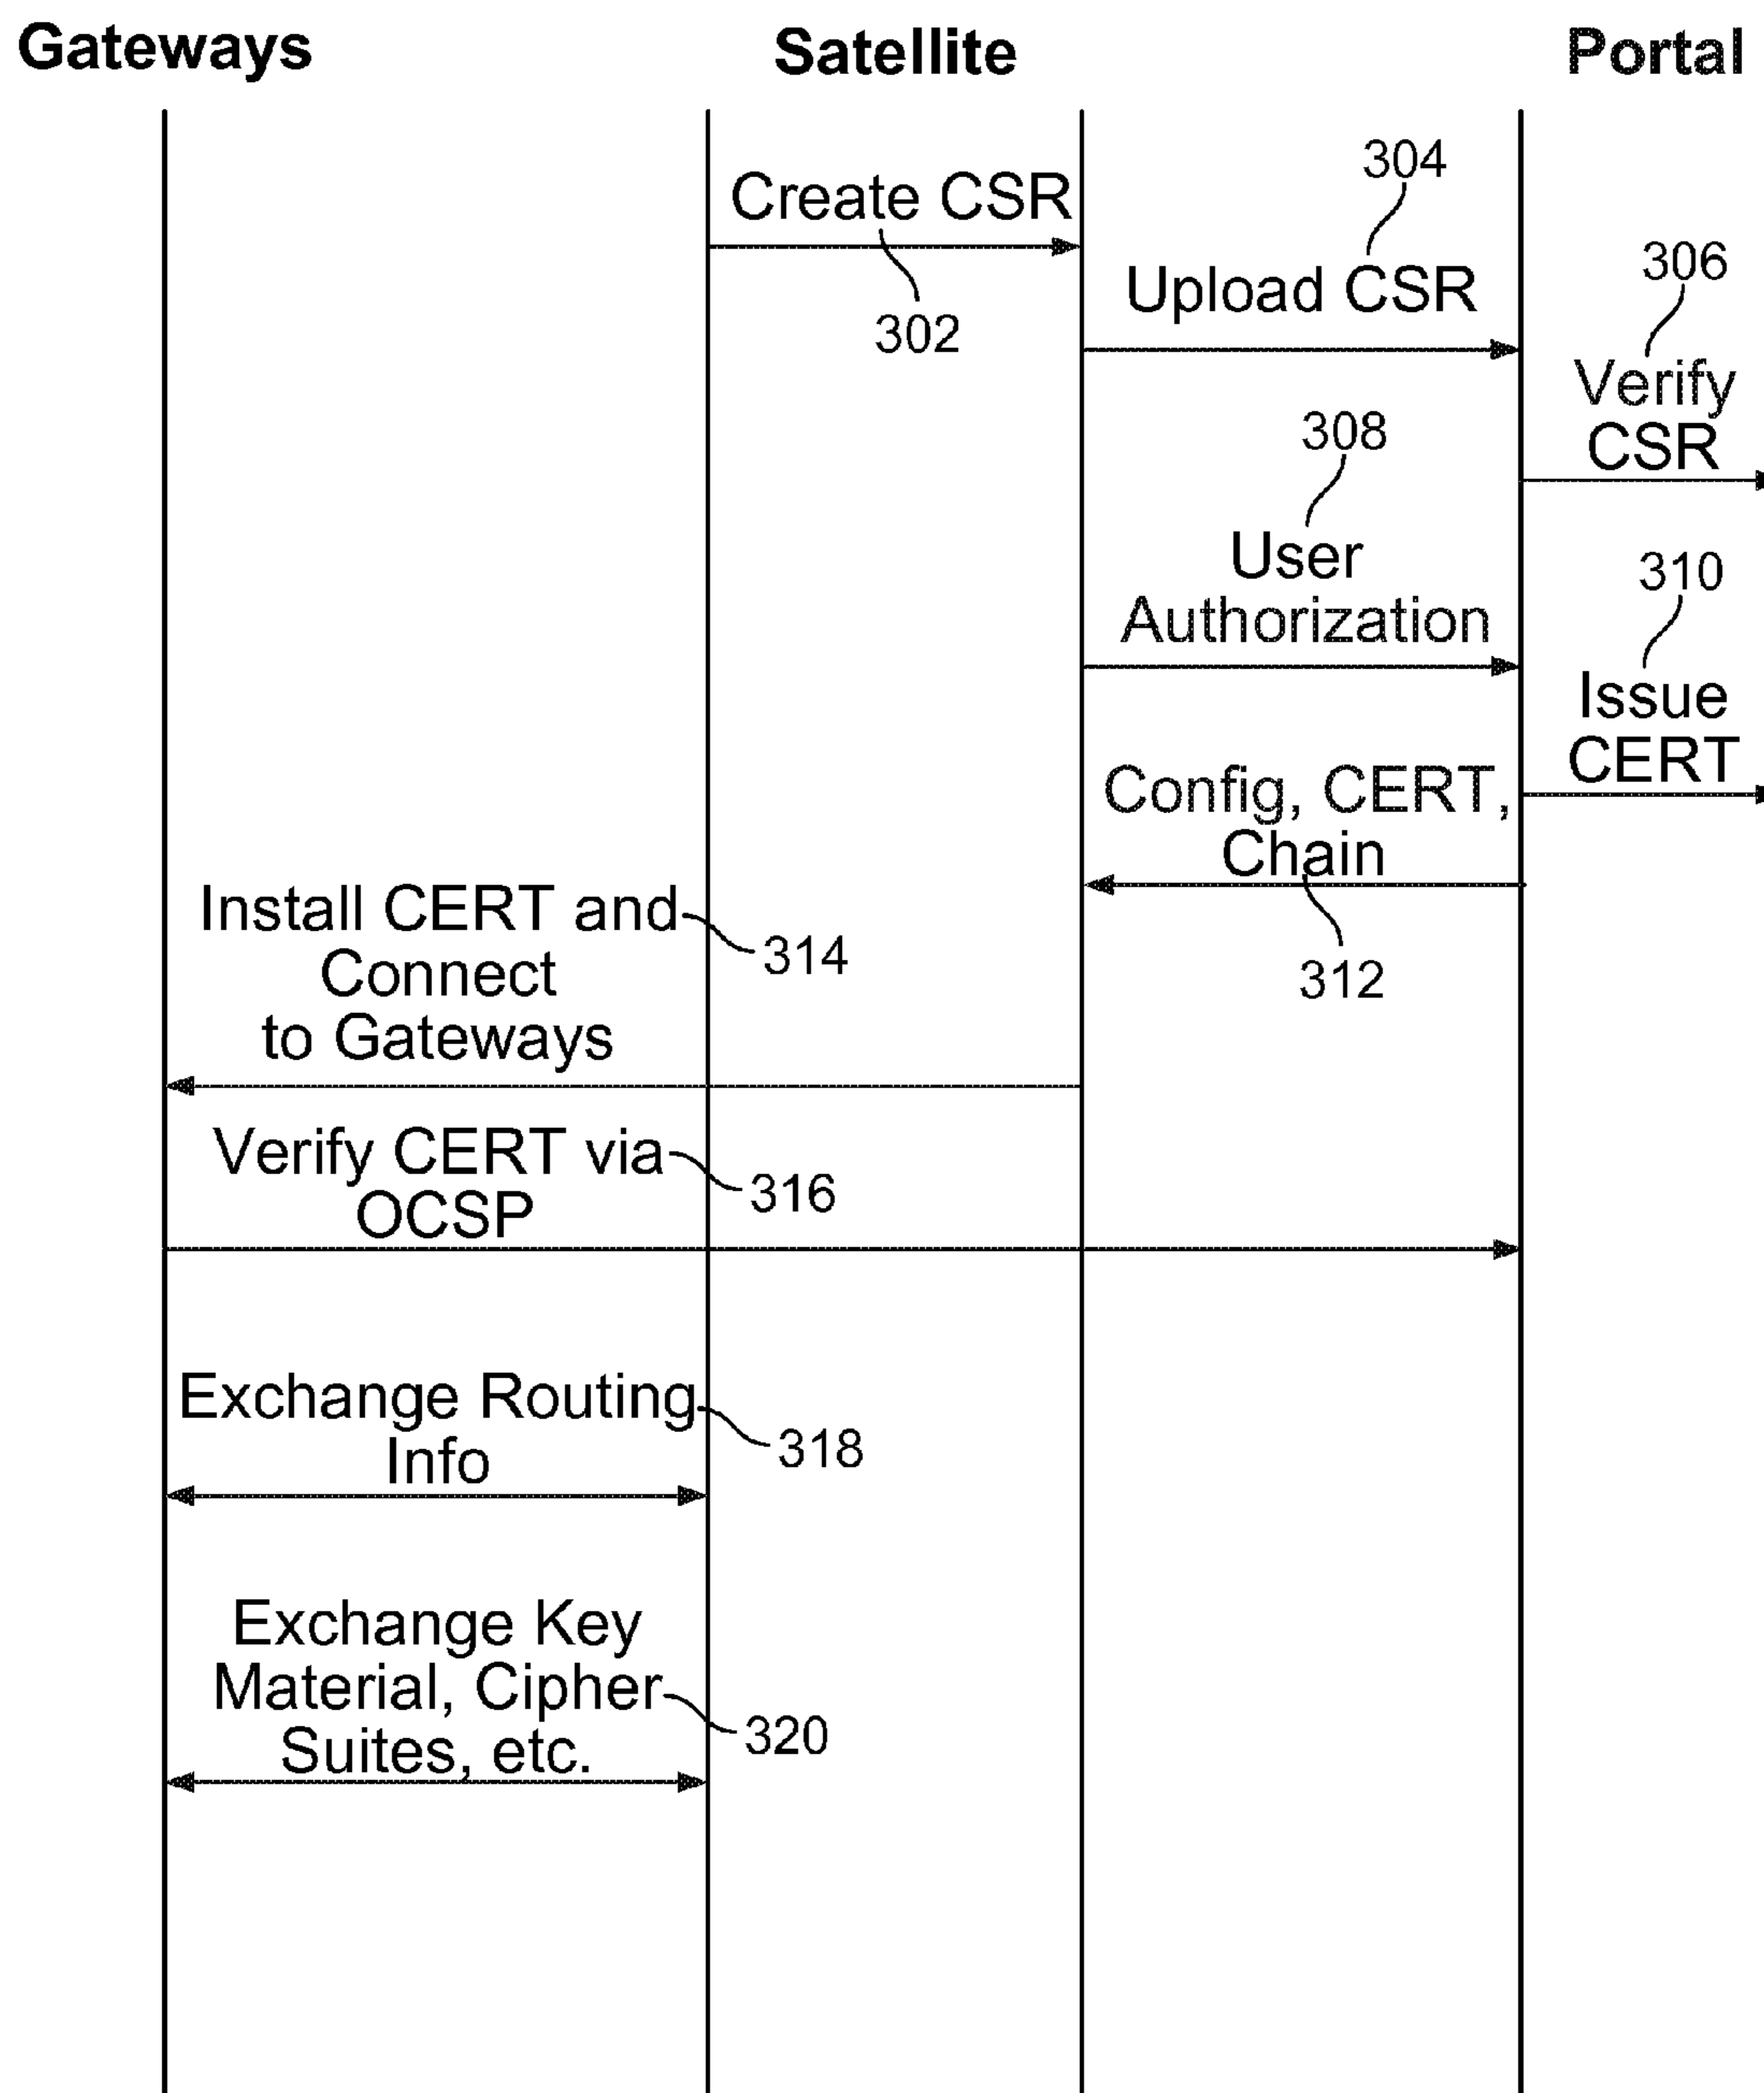 Gateways
Satellite
Portal
304
Create CSR
306
Upload CSR
302
Verify
CSR
308
User
Authorization
310
Issue
CERT
Config, CERT,
Chain
Install CERT and
Connect
to Gateways
314
312
Verify CERT via
OCSP
316
Exchange Routing
Info
318
Exchange Key
Material, Cipher
Suites, etc.
320